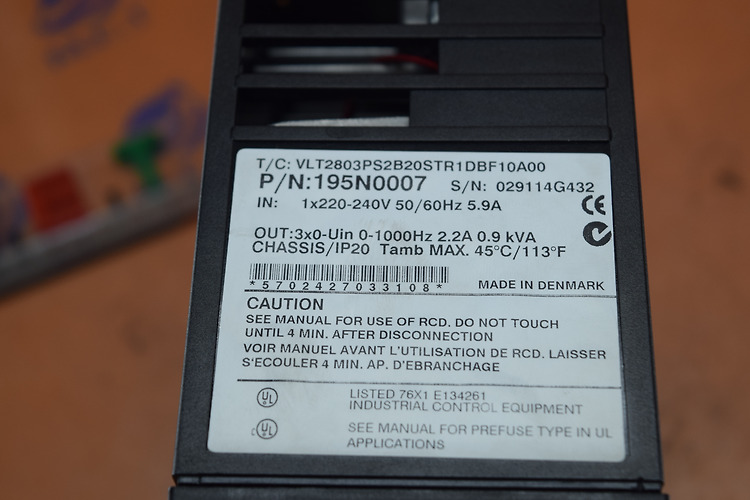 T/C: VLT2803PS2B20STR1DBF10A00
P/N:195N0007 S/N: 029114G432
IN: 1x220-240V 50/60Hz 5.9A
CE
OUT:3x0-Uin 0-1000Hz 2.2A 0.9 kVA
CHASSIS/IP20 Tamb MAX. 45°C/113°F
*5702427033108* MADE IN DENMARK
CAUTION
SEE MANUAL FOR USE OF RCD. DO NOT TOUCH
UNTIL 4 MIN. AFTER DISCONNECTION
VOIR MANUEL AVANT L'UTILISATION DE RCD. LAISSER
S'ECOULER 4 MIN. AP. D'EBRANCHAGE
UL LISTED 76X1 E134261
INDUSTRIAL CONTROL EQUIPMENT
c UL SEE MANUAL FOR PREFUSE TYPE IN UL
APPLICATIONS